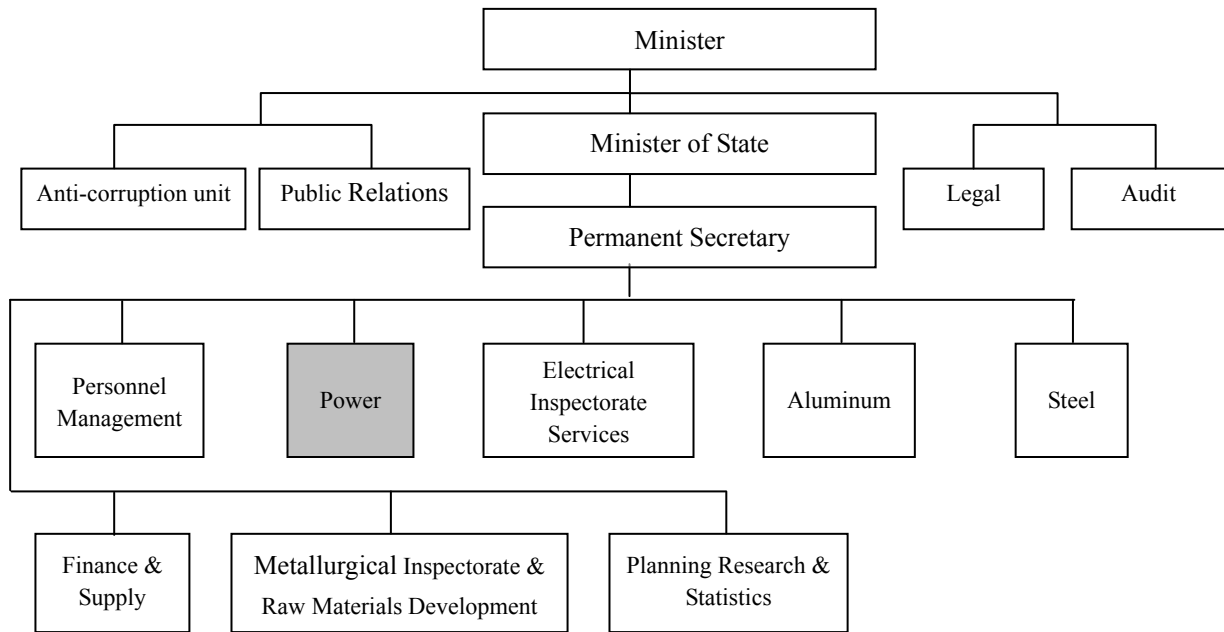 Minister
Minister of State
Anti-corruption unit
Public Relations
Legal
Audit
Permanent Secretary
Personnel
Management
Power
Electrical
Inspectorate
Services
Aluminum
Steel
Finance &
Supply
Metallurgical Inspectorate &
Raw Materials Development
Planning Research &
Statistics